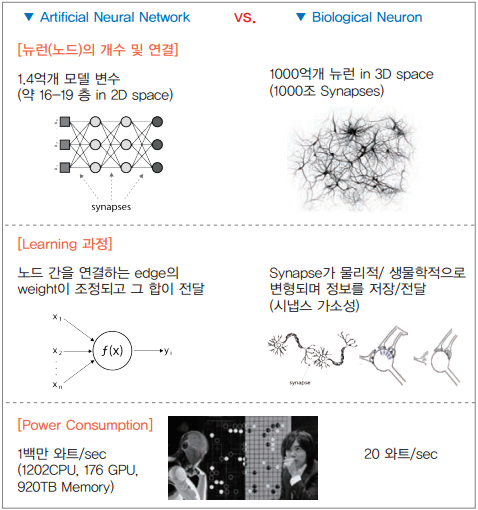 ▼ Artificial Neural Network VS. ▼ Biological Neuron
[뉴런(노드)의 개수 및 연결]
1.4억개 모델 변수
(약 16–19 층 in 2D space)
1000억개 뉴런 in 3D space
(1000조 Synapses)
synapses
[Learning 과정]
노드 간을 연결하는 edge의
weight이 조정되고 그 합이 전달
Synapse가 물리적/ 생물학적으로
변형되며 정보를 저장/전달
(시냅스 가소성)
x1
x2
:
xn
f(x)
yi
synapse
[Power Consumption]
1백만 와트/sec
(1202CPU, 176 GPU,
920TB Memory)
20 와트/sec